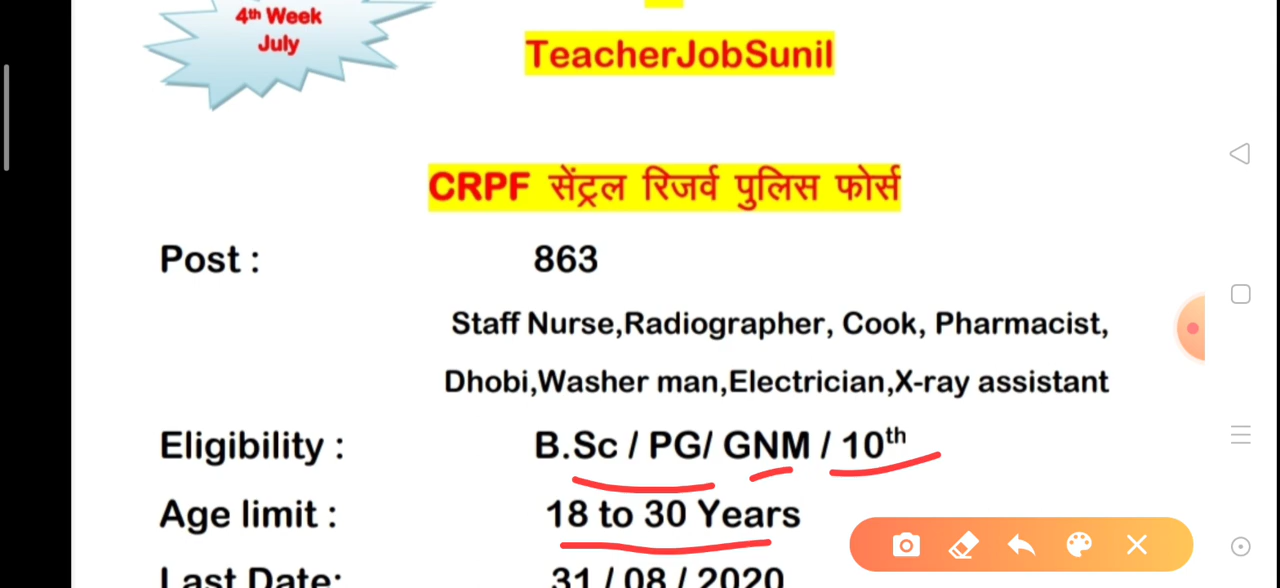 4th Week
July
TeacherJobSunil
CRPF सेंट्रल रिजर्व पुलिस फोर्स
Post : 863
Staff Nurse,Radiographer, Cook, Pharmacist,
Dhobi,Washer man,Electrician,X-ray assistant
Eligibility : B.Sc / PG/ GNM / 10th
Age limit : 18 to 30 Years
Last Date: 31 / 08 / 2020